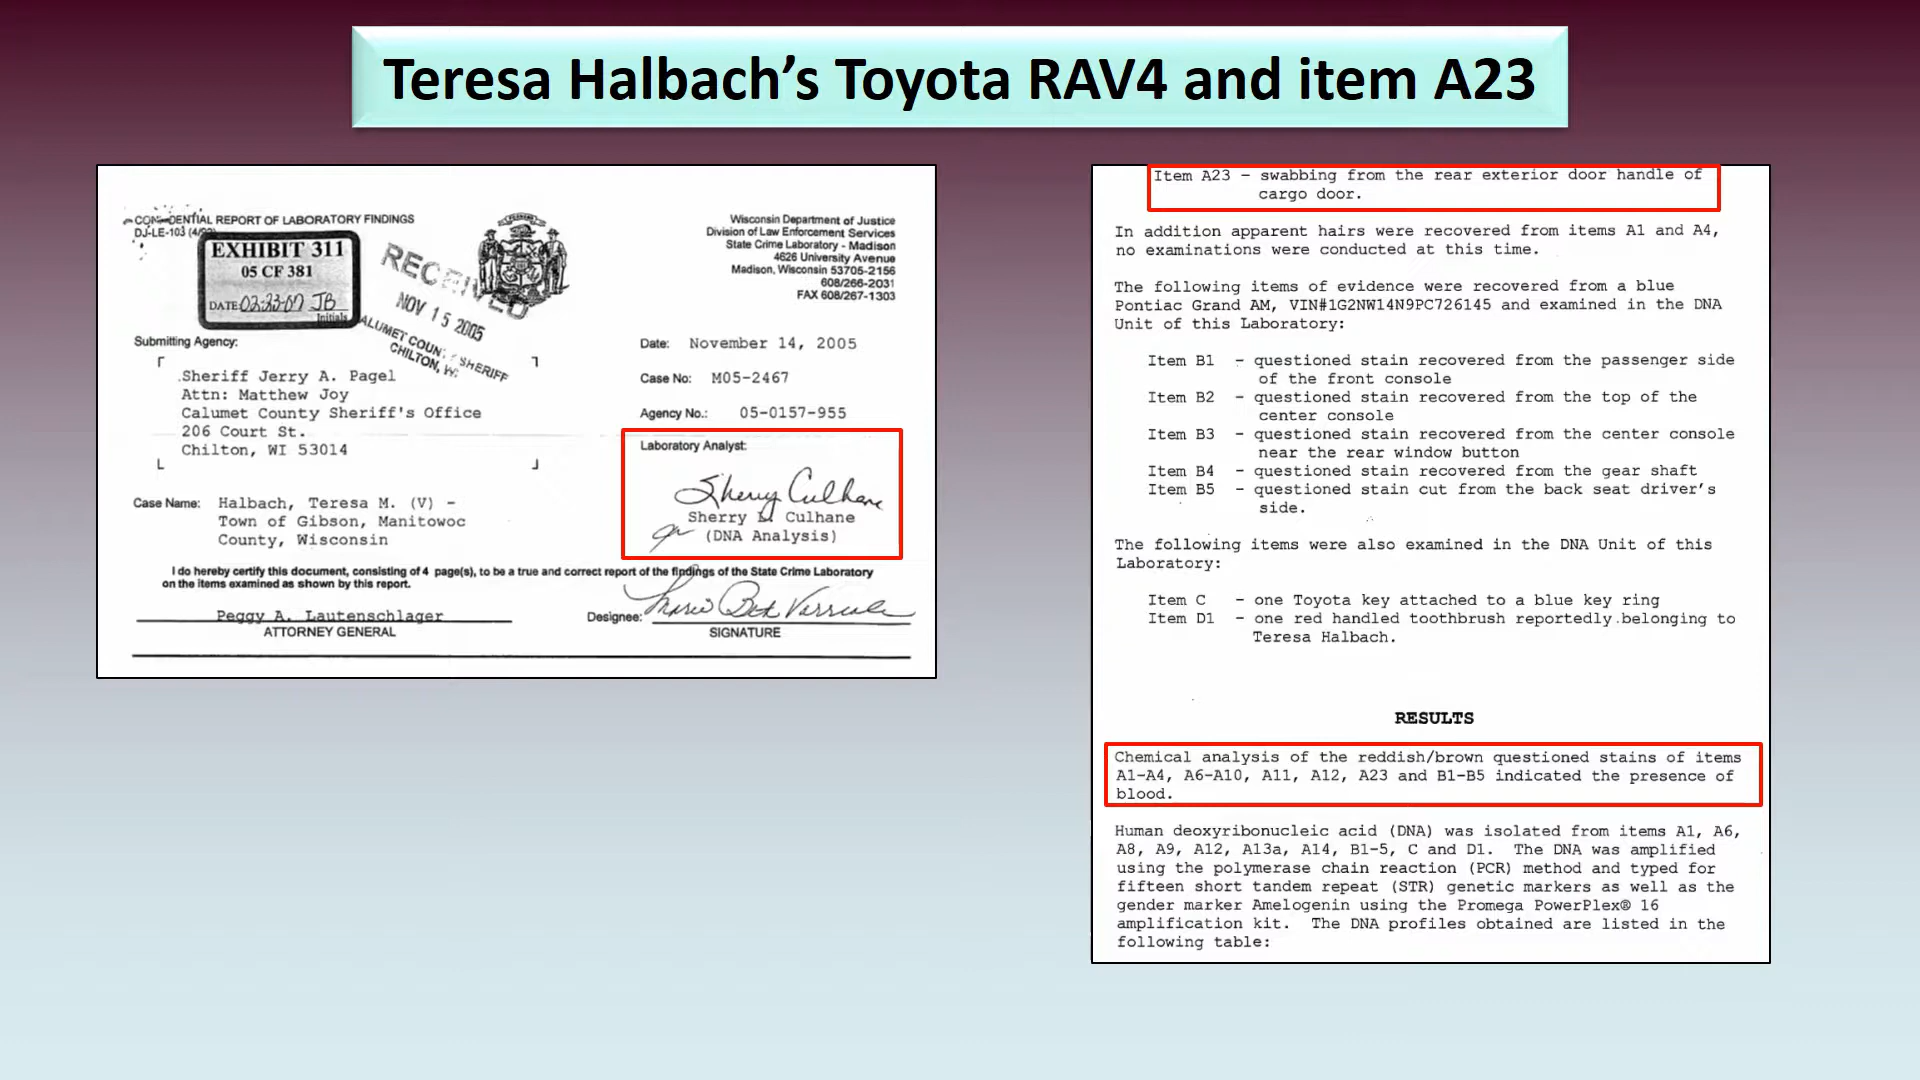 Teresa Halbach’s Toyota RAV4 and item A23
CONFIDENTIAL REPORT OF LABORATORY FINDINGS
DJ-LE-103
EXHIBIT 311
05 CF 381
DATE 02-23-07 JB
Initials
RECEIVED
NOV 15 2005
CALUMET COUNTY SHERIFF
CHILTON, WI
Wisconsin Department of Justice
Division of Law Enforcement Services
State Crime Laboratory - Madison
4626 University Avenue
Madison, Wisconsin 53705-2156
608/266-2031
FAX 608/267-1303
Submitting Agency:
Sheriff Jerry A. Pagel
Attn: Matthew Joy
Calumet County Sheriff's Office
206 Court St.
Chilton, WI 53014
Date: November 14, 2005
Case No: M05-2467
Agency No.: 05-0157-955
Laboratory Analyst:
Sherry Culhane
Sherry L. Culhane
(DNA Analysis)
Case Name: Halbach, Teresa M. (V) -
Town of Gibson, Manitowoc
County, Wisconsin
I do hereby certify this document, consisting of 4 page(s), to be a true and correct report of the findings of the State Crime Laboratory
on the items examined as shown by this report.
Peggy A. Lautenschlager
ATTORNEY GENERAL
Designee:
SIGNATURE
Item A23 - swabbing from the rear exterior door handle of
cargo door.
In addition apparent hairs were recovered from items A1 and A4,
no examinations were conducted at this time.
The following items of evidence were recovered from a blue
Pontiac Grand AM, VIN#1G2NW14N9PC726145 and examined in the DNA
Unit of this Laboratory:
Item B1 - questioned stain recovered from the passenger side
of the front console
Item B2 - questioned stain recovered from the top of the
center console
Item B3 - questioned stain recovered from the center console
near the rear window button
Item B4 - questioned stain recovered from the gear shaft
Item B5 - questioned stain cut from the back seat driver's
side.
The following items were also examined in the DNA Unit of this
Laboratory:
Item C - one Toyota key attached to a blue key ring
Item D1 - one red handled toothbrush reportedly belonging to
Teresa Halbach.
RESULTS
Chemical analysis of the reddish/brown questioned stains of items
A1-A4, A6-A10, A11, A12, A23 and B1-B5 indicated the presence of
blood.
Human deoxyribonucleic acid (DNA) was isolated from items A1, A6,
A8, A9, A12, A13a, A14, B1-5, C and D1. The DNA was amplified
using the polymerase chain reaction (PCR) method and typed for
fifteen short tandem repeat (STR) genetic markers as well as the
gender marker Amelogenin using the Promega PowerPlex® 16
amplification kit. The DNA profiles obtained are listed in the
following table: